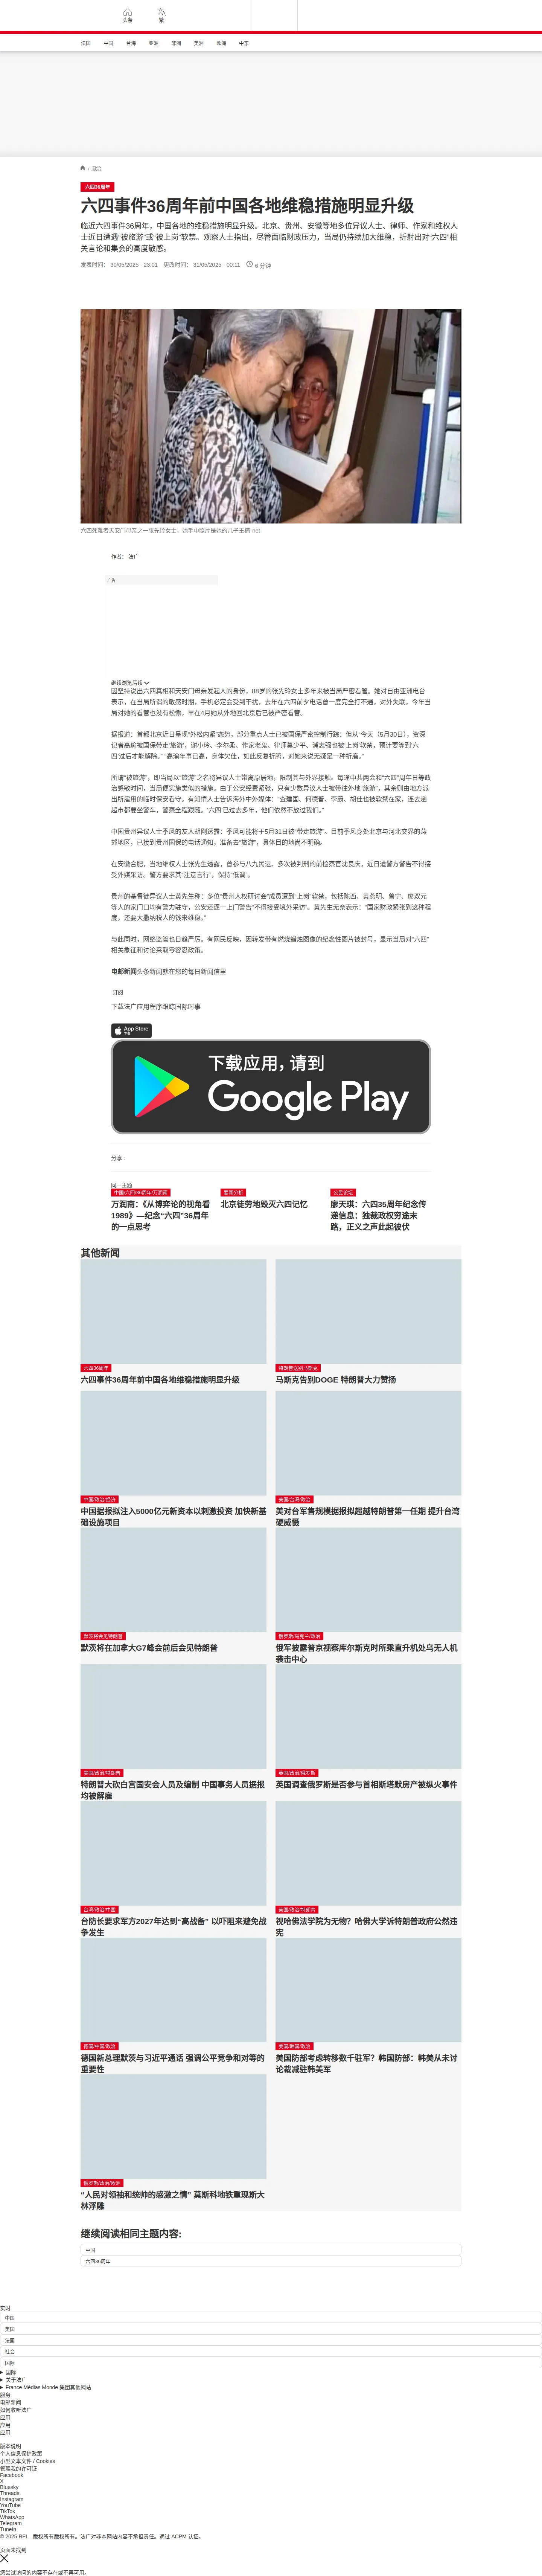 头条
繁
法国
中国
台海
亚洲
非洲
美洲
欧洲
中东
/ 政治
六四36周年
六四事件36周年前中国各地维稳措施明显升级
临近六四事件36周年，中国各地的维稳措施明显升级。北京、贵州、安徽等地多位异议人士、律师、作家和维权人
士近日遭遇“被旅游”或“被上岗”软禁。观察人士指出，尽管面临财政压力，当局仍持续加大维稳，折射出对“六四”相
关言论和集会的高度敏感。
发表时间： 30/05/2025 - 23:01 更改时间： 31/05/2025 - 00:11 6 分钟
六四死难者天安门母亲之一张先玲女士，她手中照片是她的儿子王楠 net
作者： 法广
广告
继续浏览后续
因坚持说出六四真相和天安门母亲发起人的身份，88岁的张先玲女士多年来被当局严密看管、她对自由亚洲电台
表示，在当局所谓的敏感时期，手机必定会受到干扰，去年在六四前夕电话曾一度完全打不通，对外失联，今年当
局对她的看管也没有松懈，早在4月她从外地回北京后已被严密看管。
据报道：首都北京近日呈现“外松内紧”态势，部分重点人士已被国保严密控制行踪：但从“今天（5月30日），资深
记者高瑜被国保带走‘旅游’，谢小玲、李尔柔、作家老鬼、律师莫少平、浦志强也被‘上岗’软禁，预计要等到‘六
四’过后才能解除。” “高瑜年事已高，身体欠佳，如此反复折腾，对她来说无疑是一种折磨。”
所谓“被旅游”，即当局以“旅游”之名将异议人士带离原居地，限制其与外界接触。每逢中共两会和“六四”周年日等政
治感敏时期，当局便实施类似的措施。由于公安经费紧张，只有少数异议人士被带往外地“旅游”，其余则由地方派
出所雇用的临时保安看守。有知情人士告诉海外中外媒体：“查建国、何德普、李蔚、胡佳也被软禁在家，连去趟
超市都要坐警车，警察全程跟随。‘六四’已过去多年，他们依然不放过我们。”
中国贵州异议人士季风的友人胡刚透露：季风可能将于5月31日被“带走旅游”。目前季风身处北京与河北交界的燕
郊地区，已接到贵州国保的电话通知，准备去“旅游”，具体目的地尚不明确。
在安徽合肥，当地维权人士张先生透露，曾参与八九民运、多次被判刑的前检察官沈良庆，近日遭警方警告不得接
受外媒采访。警方要求其“注意言行”，保持“低调”。
贵州的基督徒异议人士黄先生称：多位“贵州人权研讨会”成员遭到“上岗”软禁，包括陈西、黄燕明、曾宁、廖双元
等人的家门口均有警力驻守，公安还逐一上门警告“不得接受境外采访”。黄先生无奈表示：“国家财政紧张到这种程
度，还要大撒纳税人的钱来维稳。”
与此同时，网络监管也日趋严厉。有网民反映，因转发带有燃烧蜡烛图像的纪念性图片被封号，显示当局对“六四”
相关象征和讨论采取零容忍政策。
电邮新闻头条新闻就在您的每日新闻信里
订阅
下载法广应用程序跟踪国际时事
App Store
下载
下载应用，请到
Google Play
分享 :
同一主题
中国/六四/36周年/万润南
万润南:《从博弈论的视角看
1989》—纪念“六四”36周年
的一点思考
要闻分析
北京徒劳地毁灭六四记忆
公民论坛
廖天琪：六四35周年纪念传
递信息：独裁政权穷途末
路，正义之声此起彼伏
其他新闻
六四36周年
六四事件36周年前中国各地维稳措施明显升级
特朗普送别马斯克
马斯克告别DOGE 特朗普大力赞扬
中国/政治/经济
中国据报拟注入5000亿元新资本以刺激投资 加快新基
础设施项目
美国/台湾/政治
美对台军售规模据报拟超越特朗普第一任期 提升台湾
硬威慑
默茨将会见特朗普
默茨将在加拿大G7峰会前后会见特朗普
俄罗斯/乌克兰/政治
俄军披露普京视察库尔斯克时所乘直升机处乌无人机
袭击中心
美国/政治/特朗普
特朗普大砍白宫国安会人员及编制 中国事务人员据报
均被解雇
英国/政治/俄罗斯
英国调查俄罗斯是否参与首相斯塔默房产被纵火事件
台湾/政治/中国
台防长要求军方2027年达到“高战备” 以吓阻来避免战
争发生
美国/政治/特朗普
视哈佛法学院为无物？哈佛大学诉特朗普政府公然违
宪
德国/中国/政治
德国新总理默茨与习近平通话 强调公平竞争和对等的
重要性
美国/韩国/政治
美国防部考虑转移数千驻军？韩国防部：韩美从未讨
论裁减驻韩美军
俄罗斯/政治/欧洲
“人民对领袖和统帅的感激之情” 莫斯科地铁重现斯大
林浮雕
继续阅读相同主题内容:
中国
六四36周年
实时
中国
美国
法国
社会
国际
国际
关于法广
France Médias Monde 集团其他网站
服务
电邮新闻
如何收听法广
应用
应用
应用
版本说明
个人信息保护政策
小型文本文件 / Cookies
管理我的许可证
Facebook
X
Bluesky
Threads
Instagram
YouTube
TikTok
WhatsApp
Telegram
TuneIn
© 2025 RFI – 版权所有版权所有。法广对非本网站内容不承担责任。通过 ACPM 认证。
页面未找到
您尝试访问的内容不存在或不再可用。